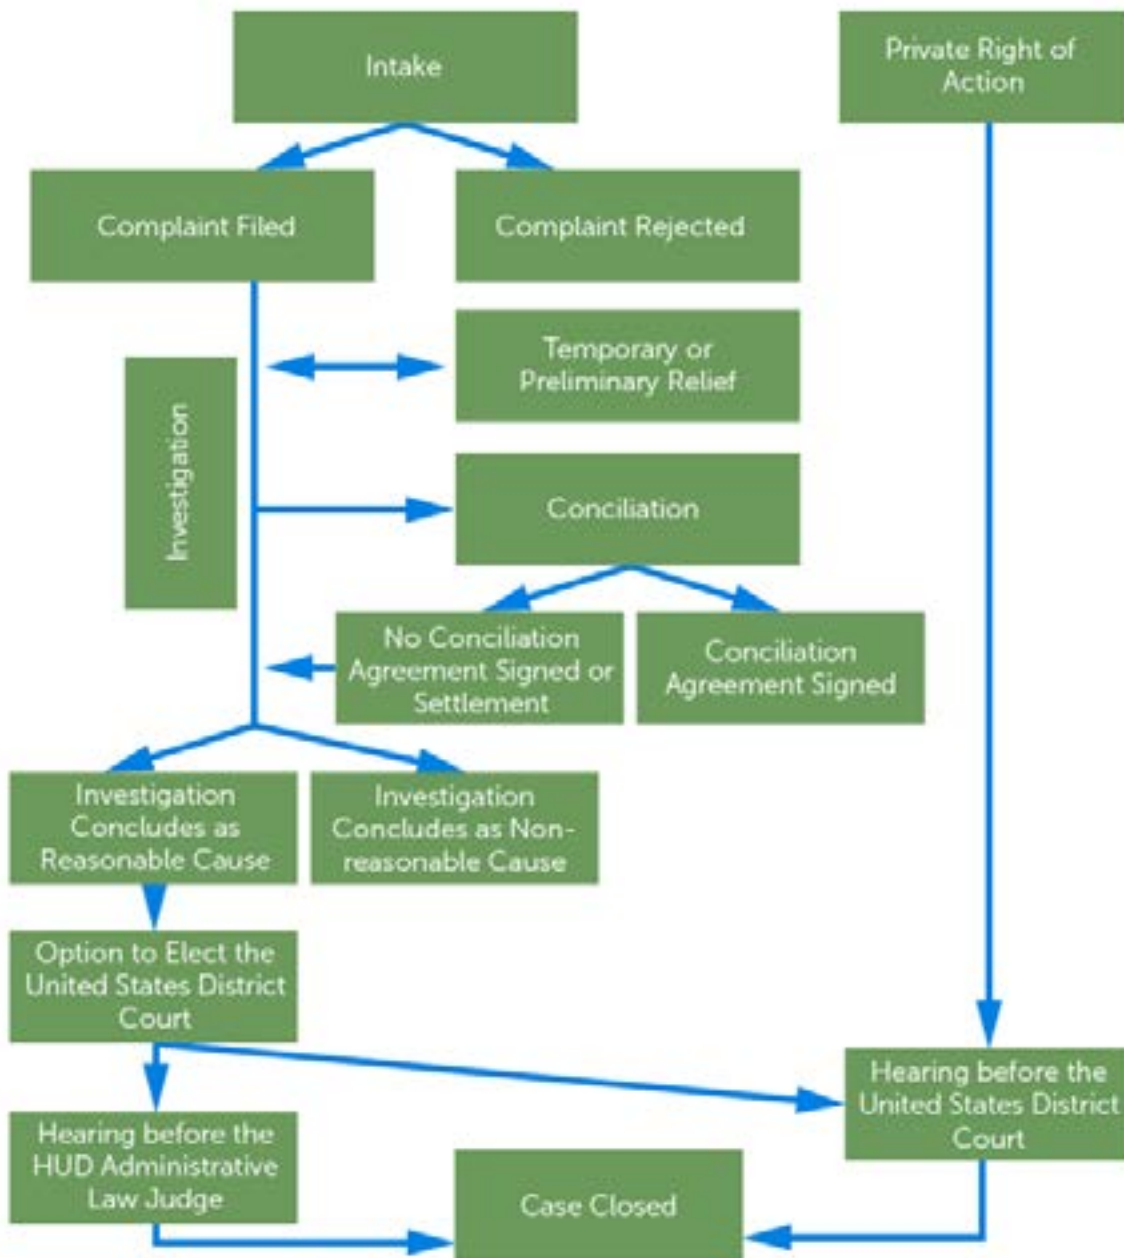 Intake
Private Right of
Action
Complaint Filed
Complaint Rejected
Temporary or
Preliminary Relief
Investigation
Conciliation
No Conciliation
Agreement Signed or
Settlement
Conciliation
Agreement Signed
Investigation
Concludes as
Reasonable Cause
Investigation
Concludes as Non-
reasonable Cause
Option to Elect the
United States District
Court
Hearing before the
United States District
Court
Hearing before the
HUD Administrative
Law Judge
Case Closed